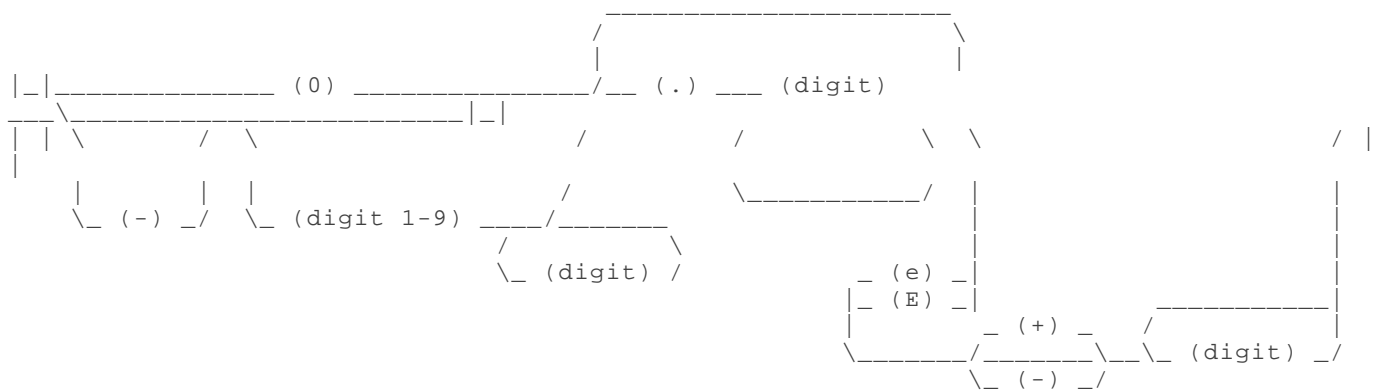 (0) (.) (digit)
(-) (digit 1-9)
(digit)
(e)
(E)
(+)
(digit)
(-)